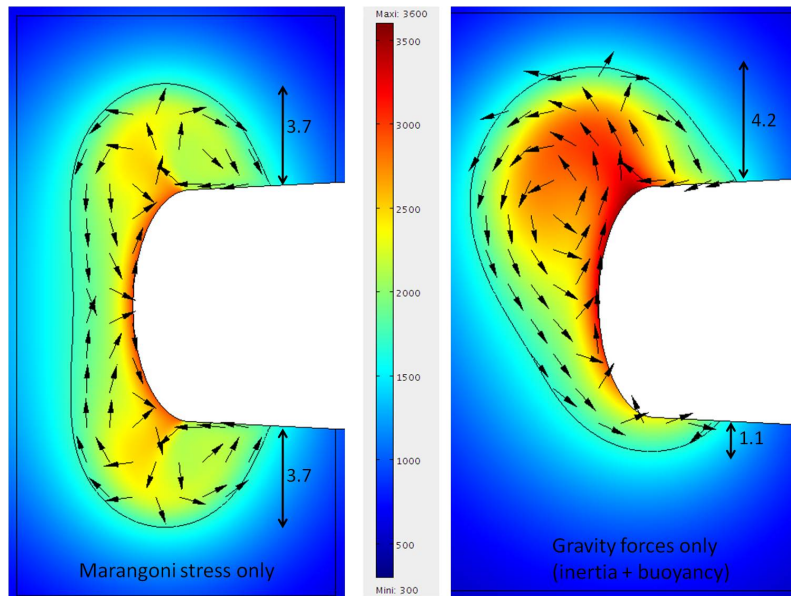 3.7
3.7
Marangoni stress only
Maxi: 3600
3500
3000
2500
2000
1500
1000
500
Mini: 300
4.2
1.1
Gravity forces only
(inertia + buoyancy)